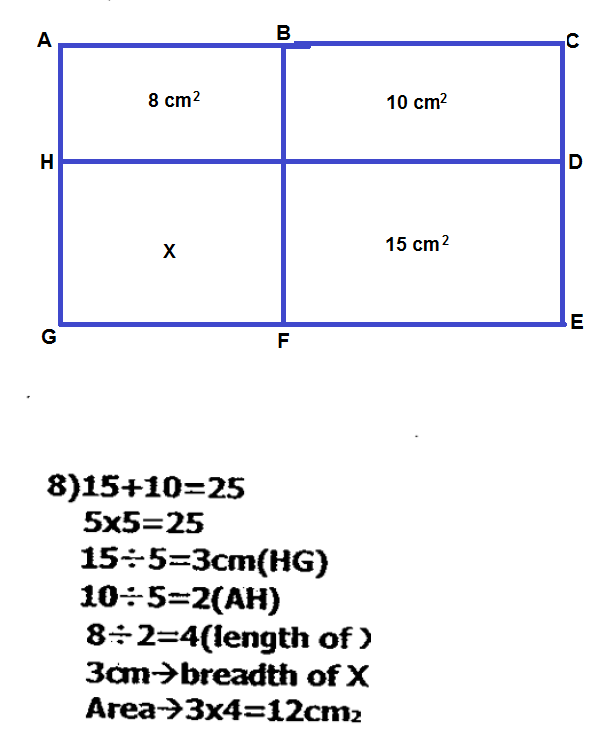 A B C
8 cm² 10 cm²
H D
X 15 cm²
G F E
8)15+10=25
5x5=25
15÷5=3cm(HG)
10÷5=2(AH)
8÷2=4(length of X
3cm→breadth of X
Area→3x4=12cm₂